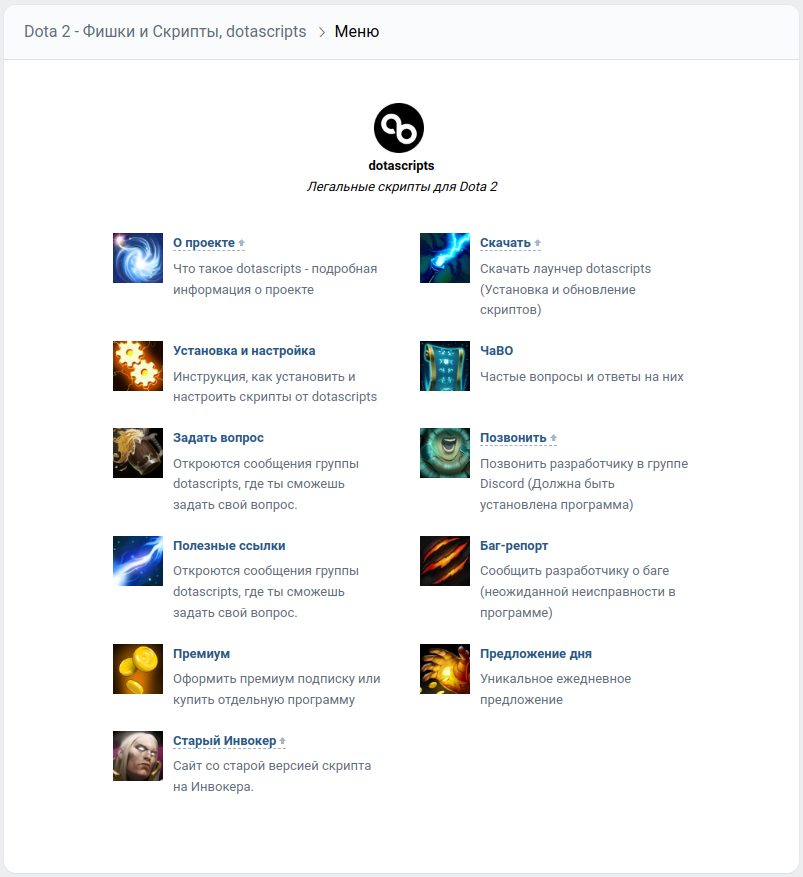 Dota 2 - Фишки и Скрипты, dotascripts > Меню
dotascripts
Легальные скрипты для Dota 2
О проекте
Что такое dotascripts - подробная
информация о проекте
Скачать
Скачать лаунчер dotascripts
(Установка и обновление
скриптов)
Установка и настройка
Инструкция, как установить и
настроить скрипты от dotascripts
ЧаВО
Частые вопросы и ответы на них
Задать вопрос
Откроются сообщения группы
dotascripts, где ты сможешь
задать свой вопрос.
Позвонить
Позвонить разработчику в группе
Discord (Должна быть
установлена программа)
Полезные ссылки
Откроются сообщения группы
dotascripts, где ты сможешь
задать свой вопрос.
Баг-репорт
Сообщить разработчику о баге
(неожиданной неисправности в
программе)
Премиум
Оформить премиум подписку или
купить отдельную программу
Предложение дня
Уникальное ежедневное
предложение
Старый Инвокер
Сайт со старой версией скрипта
на Инвокера.